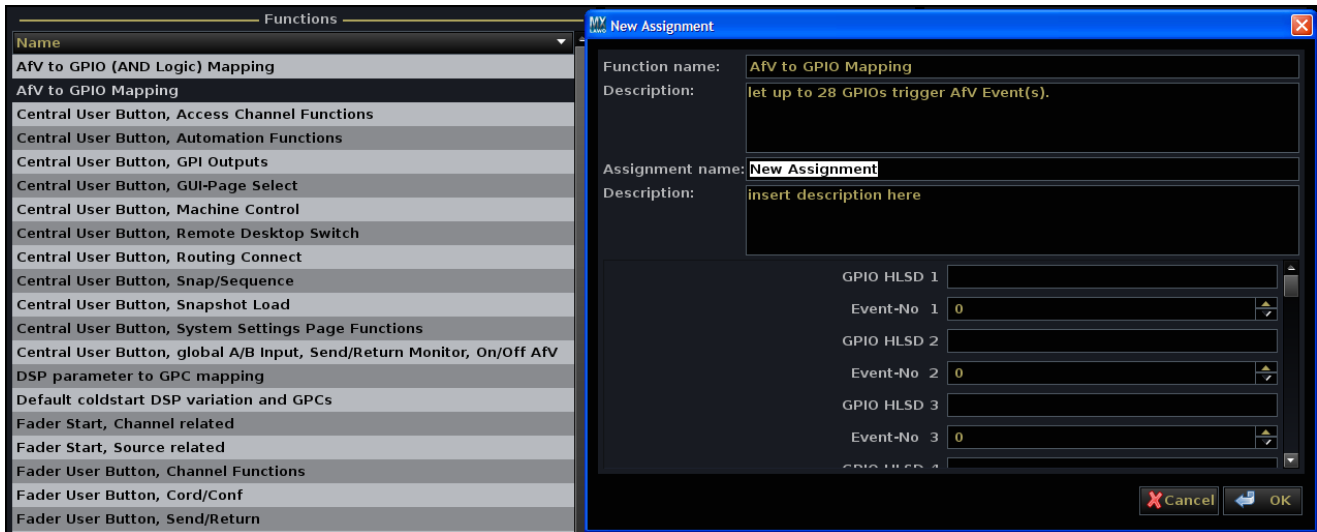 Functions
Name
AfV to GPIO (AND Logic) Mapping
AfV to GPIO Mapping
Central User Button, Access Channel Functions
Central User Button, Automation Functions
Central User Button, GPI Outputs
Central User Button, GUI-Page Select
Central User Button, Machine Control
Central User Button, Remote Desktop Switch
Central User Button, Routing Connect
Central User Button, Snap/Sequence
Central User Button, Snapshot Load
Central User Button, System Settings Page Functions
Central User Button, global A/B Input, Send/Return Monitor, On/Off AfV
DSP parameter to GPC mapping
Default coldstart DSP variation and GPCs
Fader Start, Channel related
Fader Start, Source related
Fader User Button, Channel Functions
Fader User Button, Cord/Conf
Fader User Button, Send/Return
MX LAWO New Assignment
Function name: AfV to GPIO Mapping
Description: let up to 28 GPIOs trigger AfV Event(s).
Assignment name: New Assignment
Description: insert description here
GPIO HLSD 1
Event-No 1 0
GPIO HLSD 2
Event-No 2 0
GPIO HLSD 3
Event-No 3 0
GPIO HLSD 4
Cancel OK